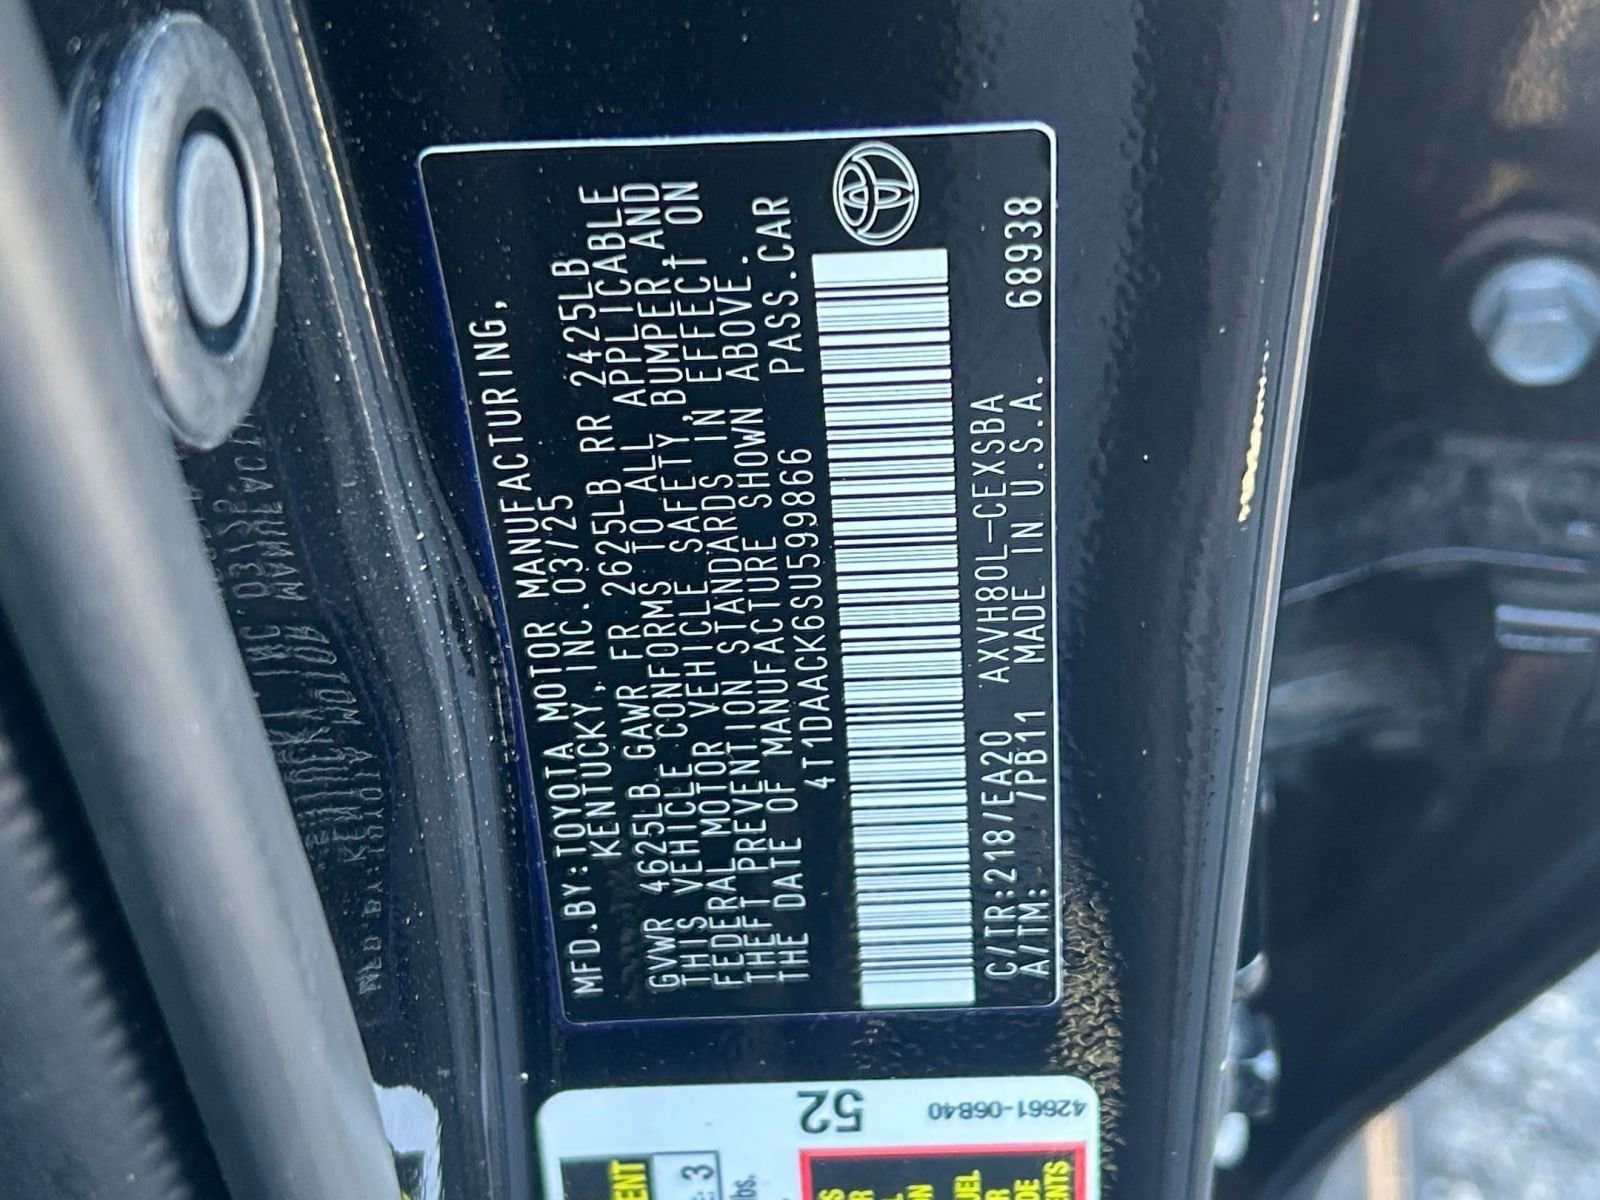 MFD.BY:TOYOTA MOTOR MANUFACTURING,
KENTUCKY, INC.03/25
GVWR 4625LB GAWR FR 2625LB RR 2425LB
THIS VEHICLE CONFORMS TO ALL APPLICABLE
FEDERAL MOTOR VEHICLE SAFETY,BUMPER,AND
THEFT PREVENTION STANDARDS IN EFFECT ON
THE DATE OF MANUFACTURE SHOWN ABOVE.
4T1DAACK6SU599866 PASS.CAR
C/TR:218/EA20 AXVH80L-CEXSBA
A/TM: /PB11 MADE IN U.S.A. 68938
52
42661-06B40
3
lbs.